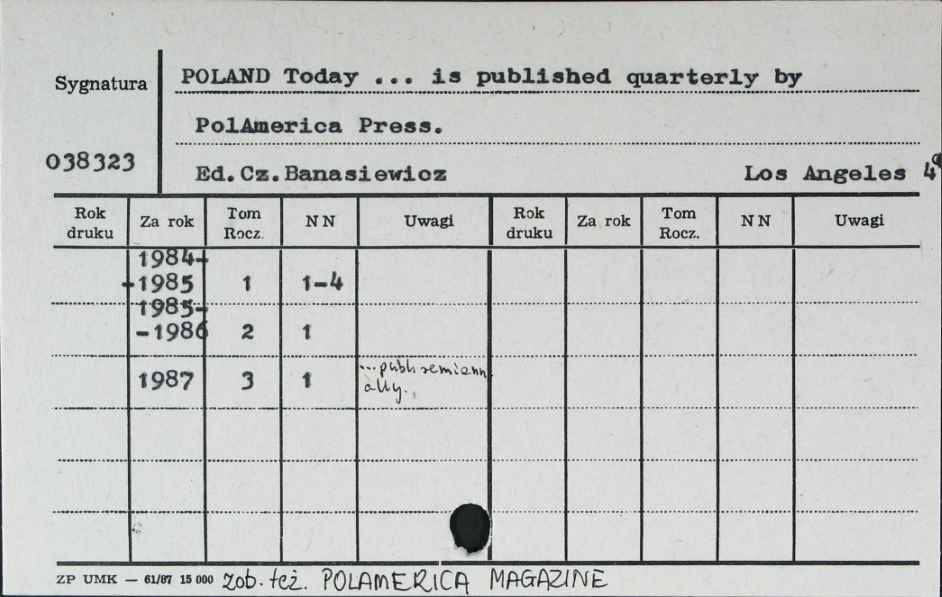 Sygnatura
POLAND Today ... is published quarterly by
PolAmerica Press.
038323
Ed.Cz.Banasiewicz Los Angeles 4°
Rok druku Za rok Tom Rocz. NN Uwagi Rok druku Za rok Tom Rocz. NN Uwagi
1984-
-1985 1 1-4
1985-
-1986 2 1
1987 3 1 ...publ. semiann
ally.
ZP UMK — 61/87 15 000 zob. też. POLAMERICA MAGAZINE